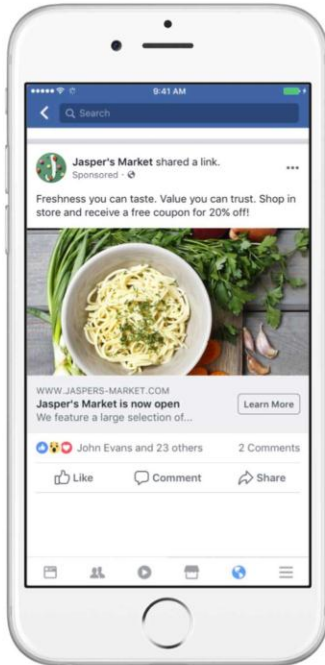 9:41 AM
Search
Jasper's Market shared a link.
Sponsored ·
Freshness you can taste. Value you can trust. Shop in
store and receive a free coupon for 20% off!
WWW.JASPERS-MARKET.COM
Jasper's Market is now open
Learn More
We feature a large selection of...
John Evans and 23 others
2 Comments
Like
Comment
Share